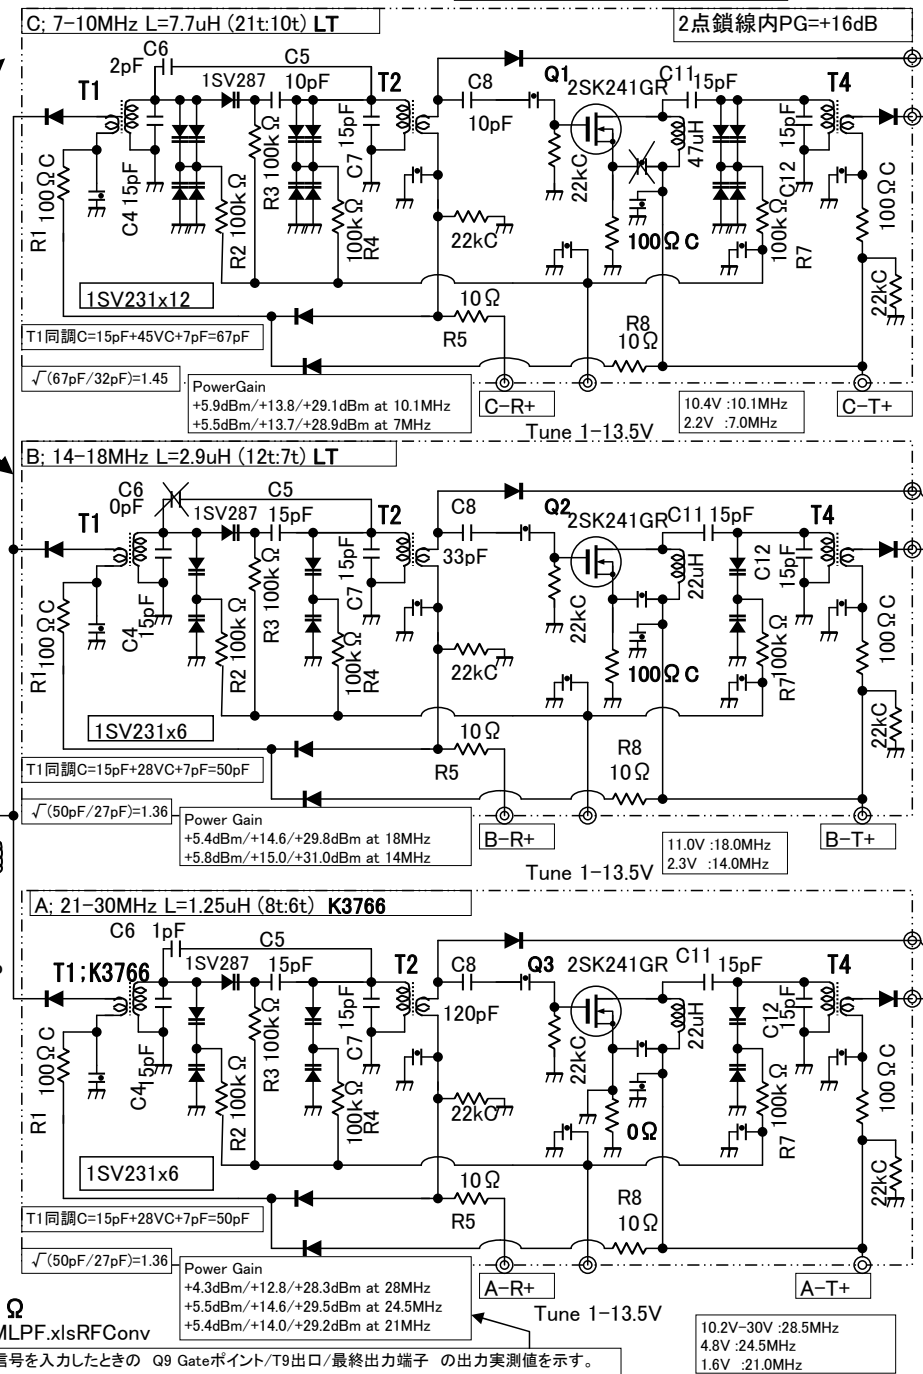 C; 7-10MHz L=7.7uH (21t:10t) LT
2点鎖線内PG=+16dB
C6
2pF
C5
T1
1SV287
10pF
T2
C8
10pF
Q1
2SK241GR
C11
15pF
T4
R1
100ΩC
C4
15pF
R2
100kΩ
R3
100kΩ
R4
100kΩ
C7
15pF
22kC
22kΩ
47uH
100ΩC
C12
15pF
100kΩ
R7
100ΩC
22kC
1SV231x12
10Ω
R5
R8
10Ω
T1同調C=15pF+45VC+7pF=67pF
√(67pF/32pF)=1.45
PowerGain
+5.9dBm/+13.8/+29.1dBm at 10.1MHz
+5.5dBm/+13.7/+28.9dBm at 7MHz
C-R+
10.4V :10.1MHz
2.2V :7.0MHz
C-T+
Tune 1-13.5V
B; 14-18MHz L=2.9uH (12t:7t) LT
C6
0pF
C5
T1
1SV287
15pF
T2
C8
33pF
Q2
2SK241GR
C11
15pF
T4
R1
100ΩC
C4
15pF
R2
100kΩ
R3
100kΩ
R4
100kΩ
C7
15pF
22kC
22kΩ
22uH
100ΩC
C12
15pF
100kΩ
R7
100ΩC
22kC
1SV231x6
10Ω
R5
R8
10Ω
T1同調C=15pF+28VC+7pF=50pF
√(50pF/27pF)=1.36
Power Gain
+5.4dBm/+14.6/+29.8dBm at 18MHz
+5.8dBm/+15.0/+31.0dBm at 14MHz
B-R+
11.0V :18.0MHz
2.3V :14.0MHz
B-T+
Tune 1-13.5V
A; 21-30MHz L=1.25uH (8t:6t) K3766
C6
1pF
C5
T1;K3766
1SV287
15pF
T2
C8
120pF
Q3
2SK241GR
C11
15pF
T4
R1
100ΩC
C4
15pF
R2
100kΩ
R3
100kΩ
R4
100kΩ
C7
15pF
22kC
22kΩ
22uH
0Ω
C12
15pF
100kΩ
R7
100ΩC
22kC
1SV231x6
10Ω
R5
R8
10Ω
T1同調C=15pF+28VC+7pF=50pF
√(50pF/27pF)=1.36
Power Gain
+4.3dBm/+12.8/+28.3dBm at 28MHz
+5.5dBm/+14.6/+29.5dBm at 24.5MHz
+5.4dBm/+14.0/+29.2dBm at 21MHz
A-R+
A-T+
Tune 1-13.5V
10.2V-30V :28.5MHz
4.8V :24.5MHz
1.6V :21.0MHz
Ω
MLPF.xlsRFConv
信号を入力したときの Q9 Gateポイント/T9出口/最終出力端子 の出力実測値を示す。